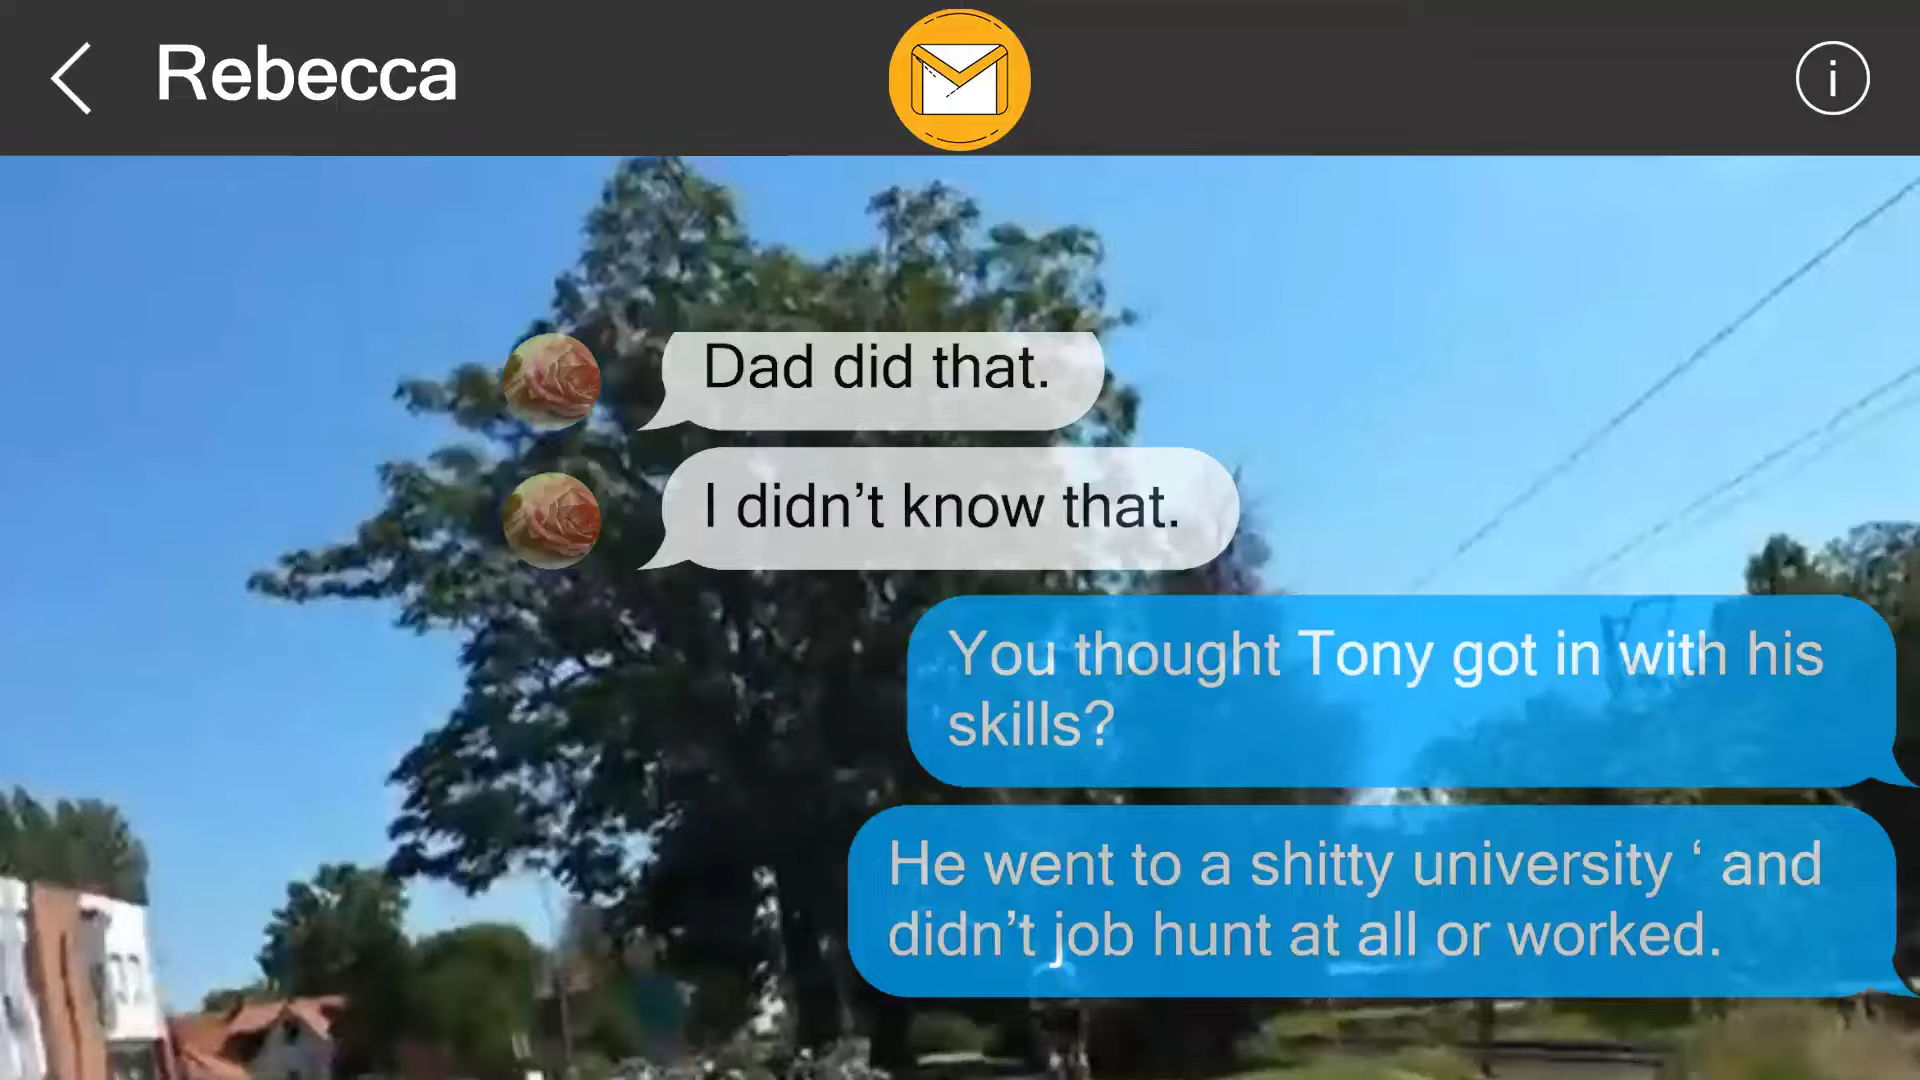 Rebecca
i
Dad did that.
I didn’t know that.
You thought Tony got in with his
skills?
He went to a shitty university ‘ and
didn’t job hunt at all or worked.